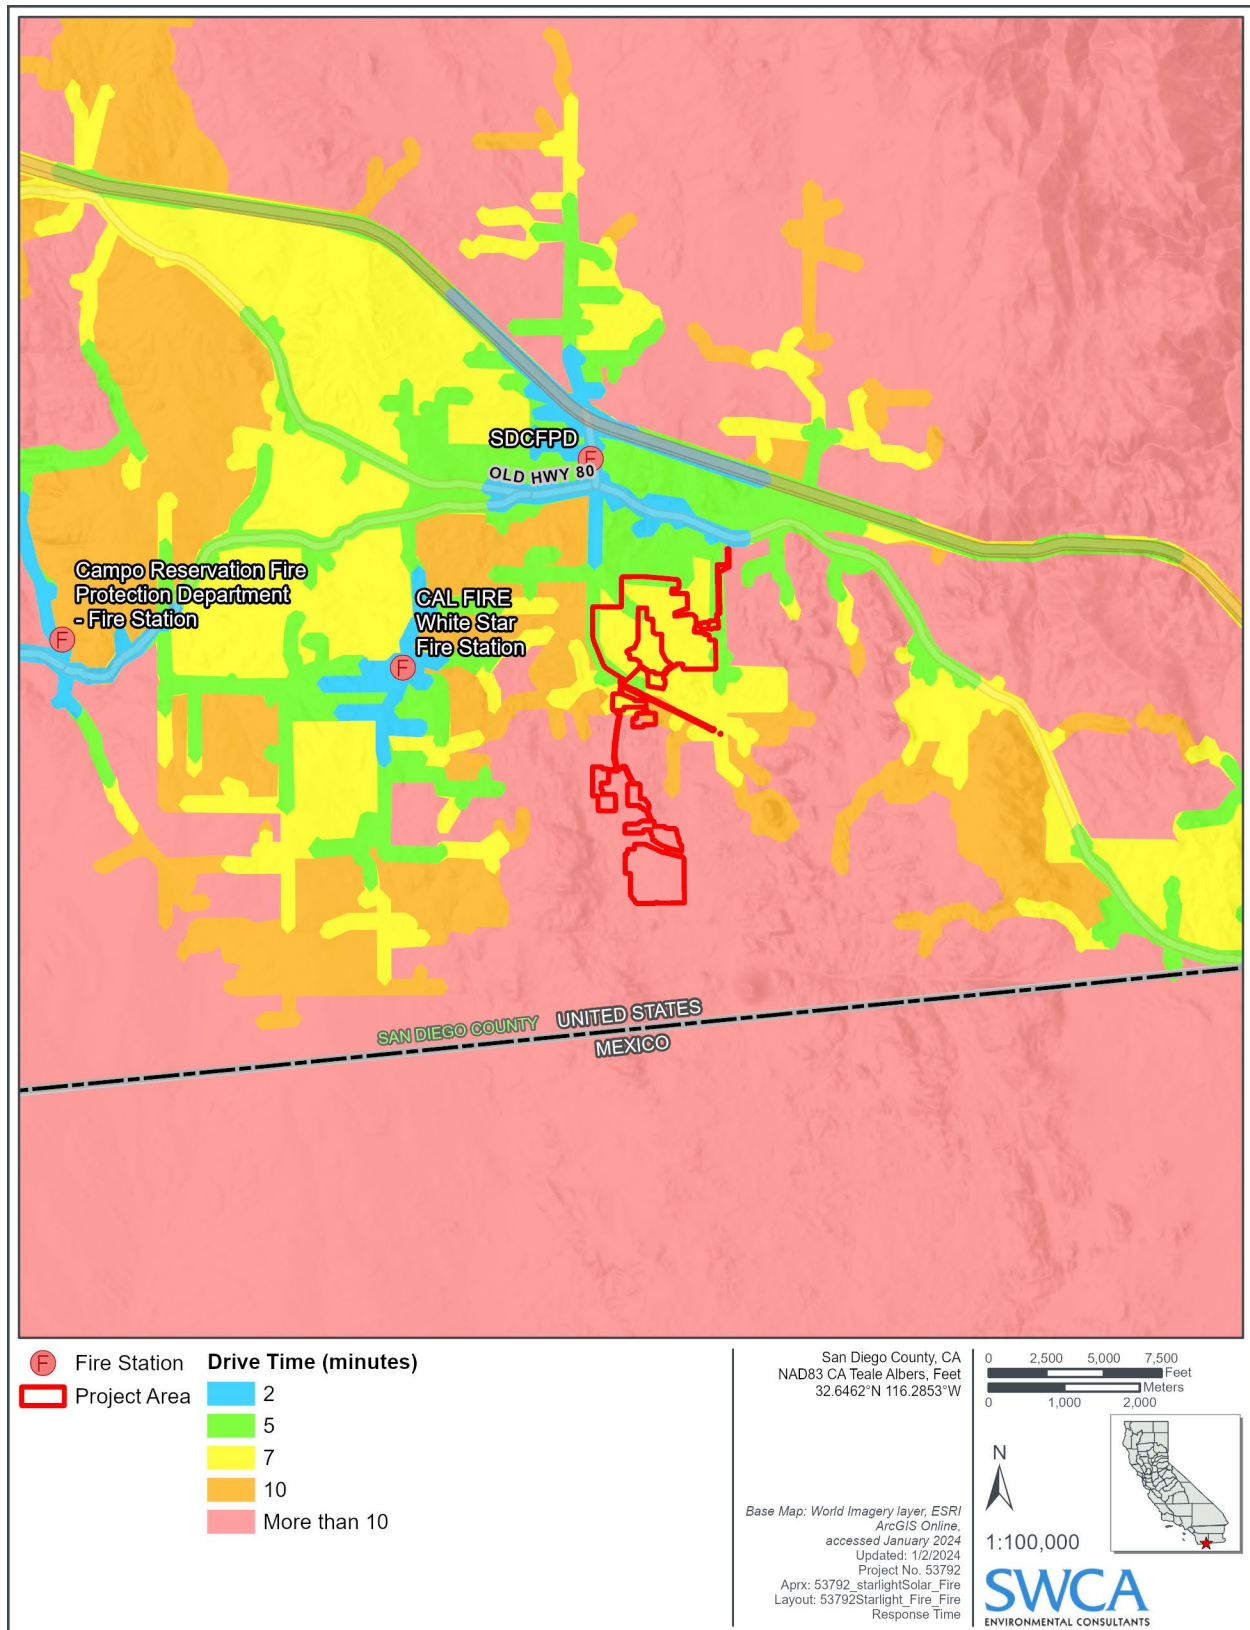 SDCFPD
OLD HWY 80
Campo Reservation Fire
Protection Department
- Fire Station
CAL FIRE
White Star
Fire Station
F
F
F
SAN DIEGO COUNTY
UNITED STATES
MEXICO
F Fire Station
Project Area
Drive Time (minutes)
2
5
7
10
More than 10
San Diego County, CA
NAD83 CA Teale Albers, Feet
32.6462°N 116.2853°W
Base Map: World Imagery layer, ESRI
ArcGIS Online,
accessed January 2024
Updated: 1/2/2024
Project No. 53792
Aprx: 53792_starlightSolar_Fire
Layout: 53792Starlight_Fire_Fire
Response Time
0 2,500 5,000 7,500
Feet
Meters
0 1,000 2,000
N
1:100,000
SWCA
ENVIRONMENTAL CONSULTANTS